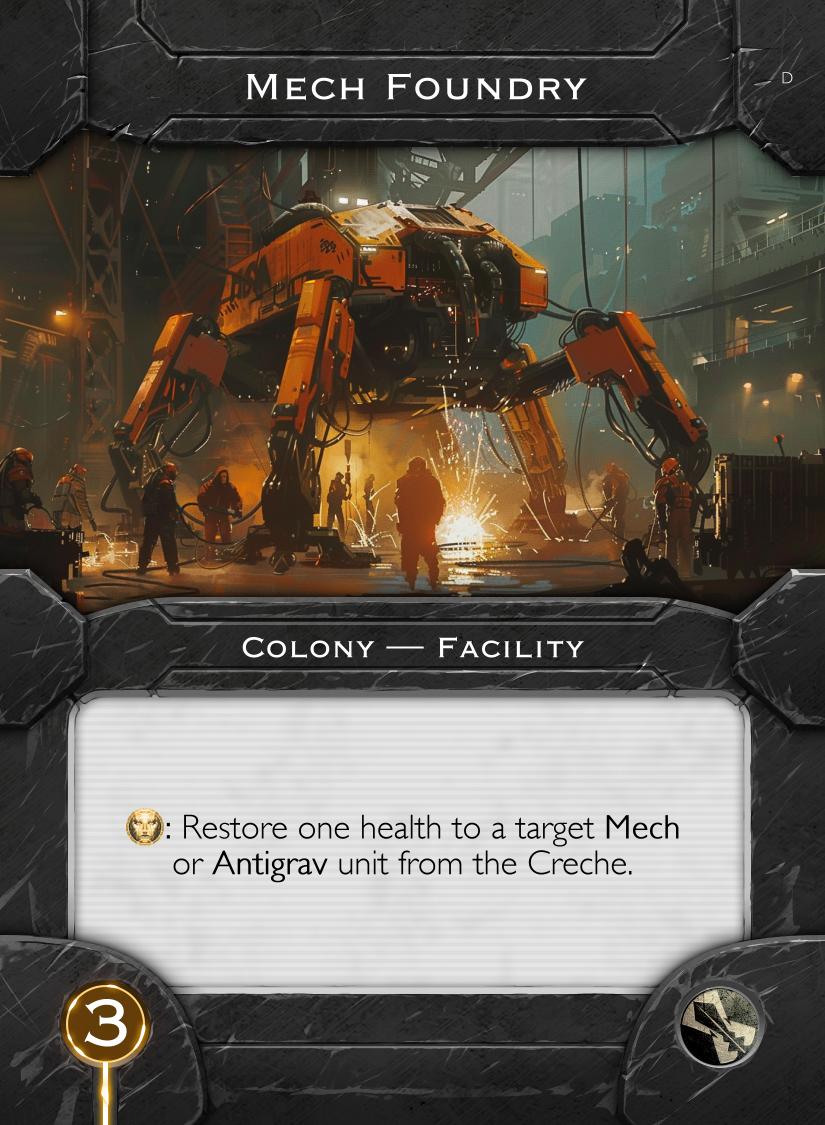 Mech Foundry
D
Colony — Facility
: Restore one health to a target Mech
or Antigrav unit from the Creche.
3